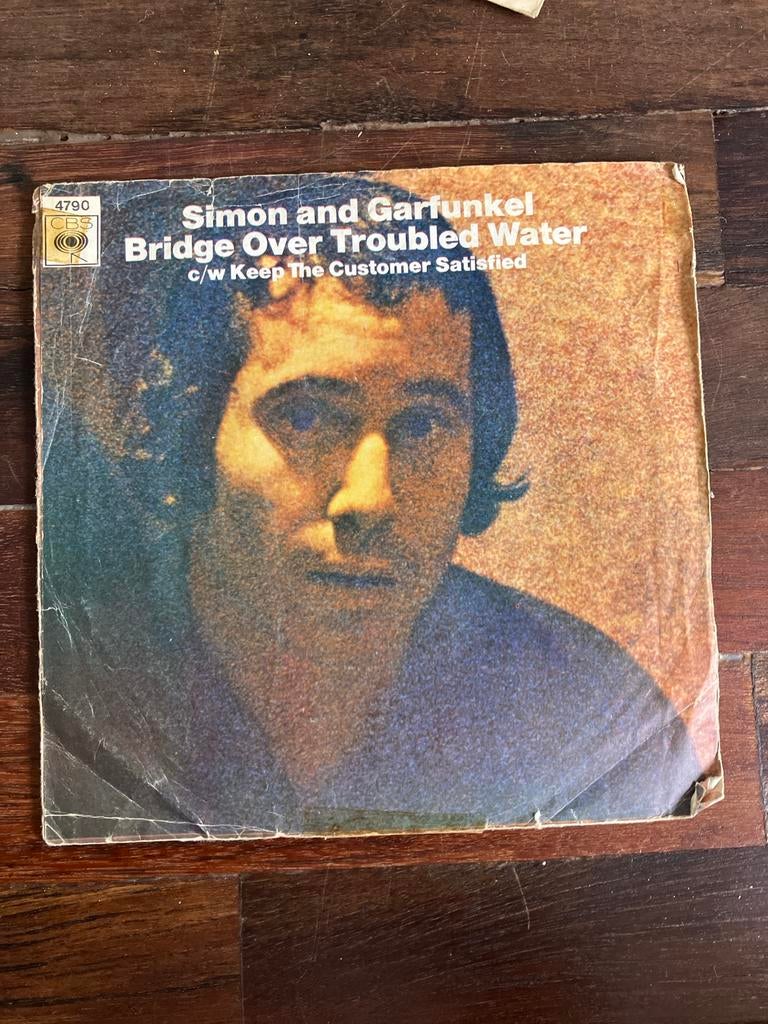 4790
CBS
Simon and Garfunkel
Bridge Over Troubled Water
c/w Keep The Customer Satisfied